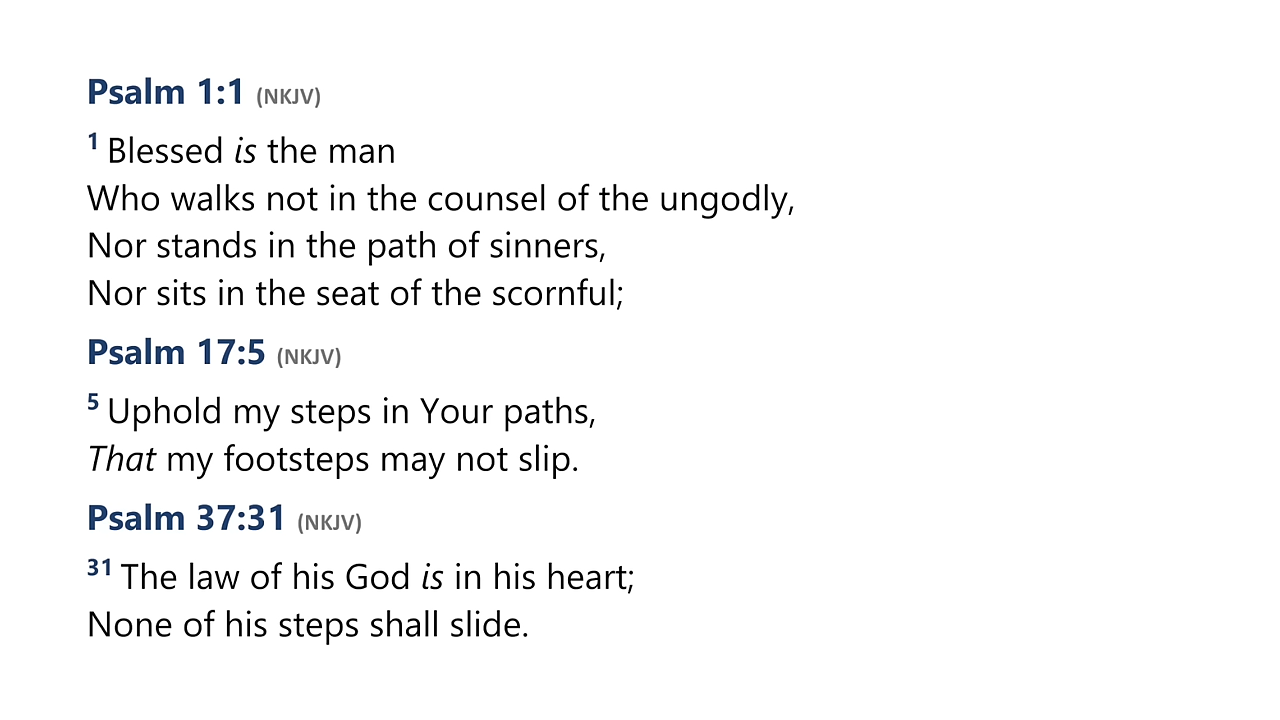 Psalm 1:1 (NKJV)
1 Blessed is the man
Who walks not in the counsel of the ungodly,
Nor stands in the path of sinners,
Nor sits in the seat of the scornful;
Psalm 17:5 (NKJV)
5 Uphold my steps in Your paths,
That my footsteps may not slip.
Psalm 37:31 (NKJV)
31 The law of his God is in his heart;
None of his steps shall slide.